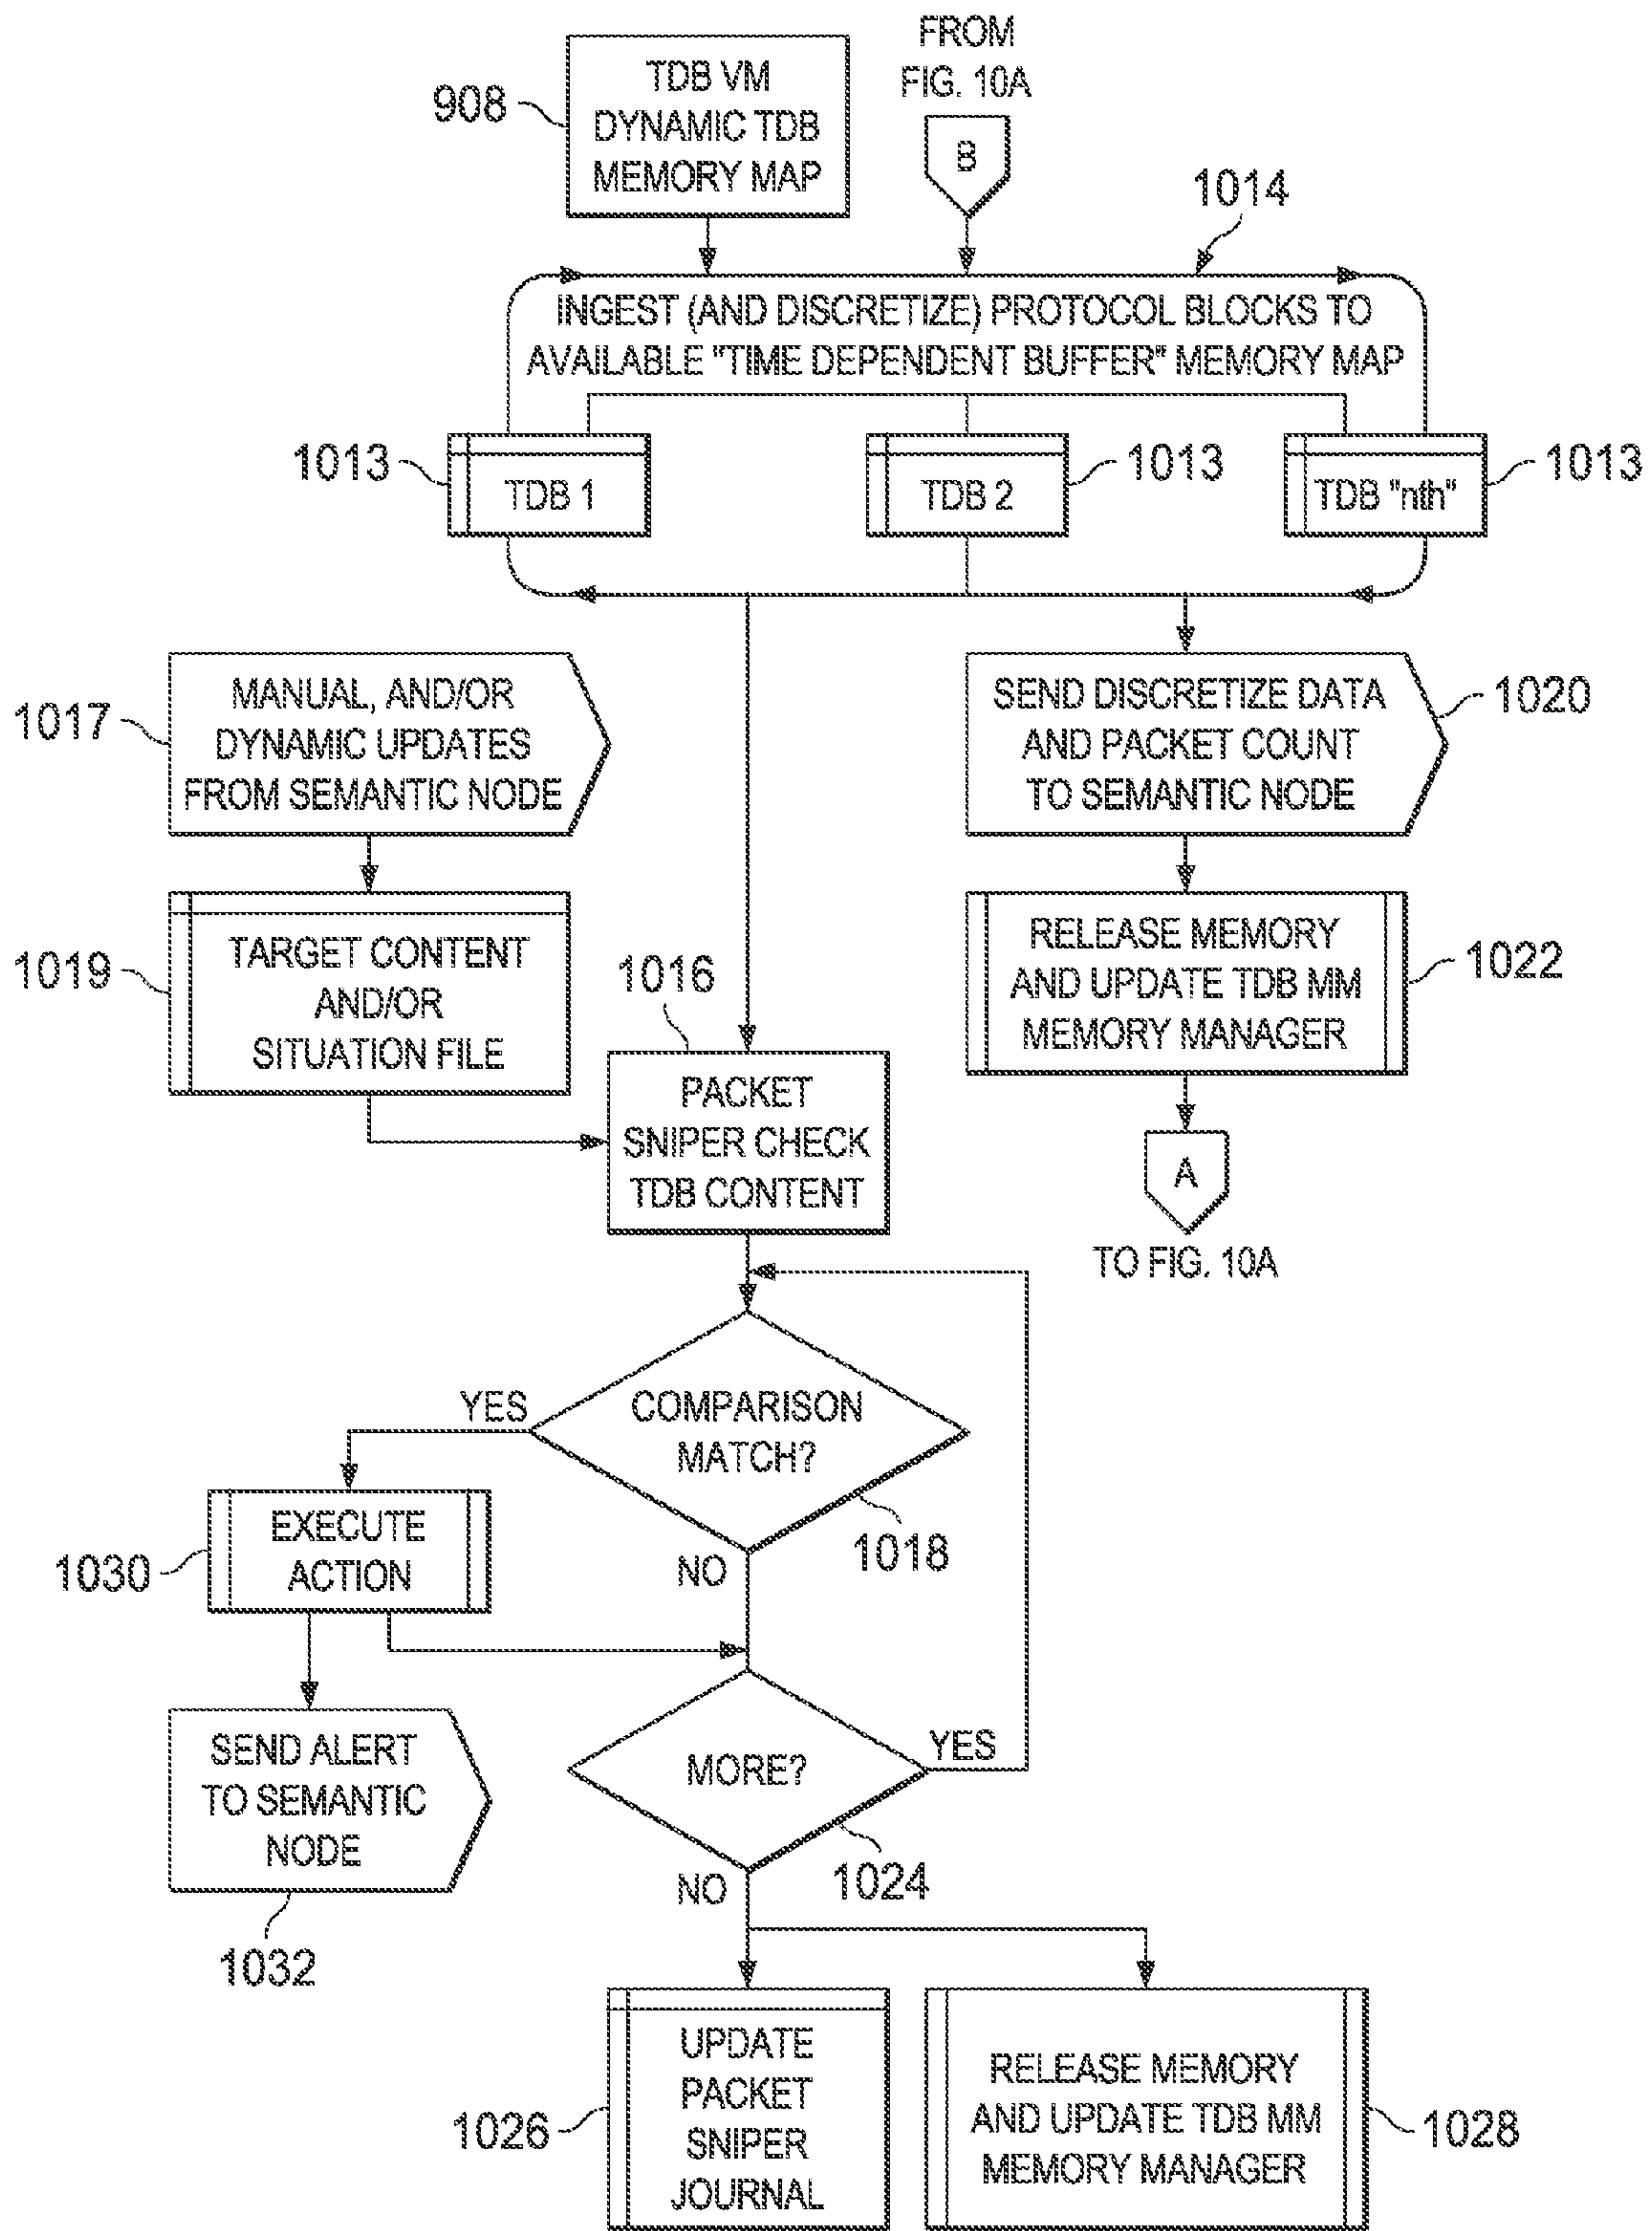 FROM
FIG. 10A
908
TDB VM
DYNAMIC TDB
MEMORY MAP
B
1014
INGEST (AND DISCRETIZE) PROTOCOL BLOCKS TO
AVAILABLE "TIME DEPENDENT BUFFER" MEMORY MAP
1013
TDB 1
TDB 2
1013
TDB "nth"
1013
1017
MANUAL, AND/OR
DYNAMIC UPDATES
FROM SEMANTIC NODE
SEND DISCRETIZE DATA
AND PACKET COUNT
TO SEMANTIC NODE
1020
1019
TARGET CONTENT
AND/OR
SITUATION FILE
RELEASE MEMORY
AND UPDATE TDB MM
MEMORY MANAGER
1022
1016
PACKET
SNIPER CHECK
TDB CONTENT
A
TO FIG. 10A
COMPARISON
MATCH?
YES
NO
1018
1030
EXECUTE
ACTION
SEND ALERT
TO SEMANTIC
NODE
1032
MORE?
YES
NO
1024
1026
UPDATE
PACKET
SNIPER
JOURNAL
RELEASE MEMORY
AND UPDATE TDB MM
MEMORY MANAGER
1028